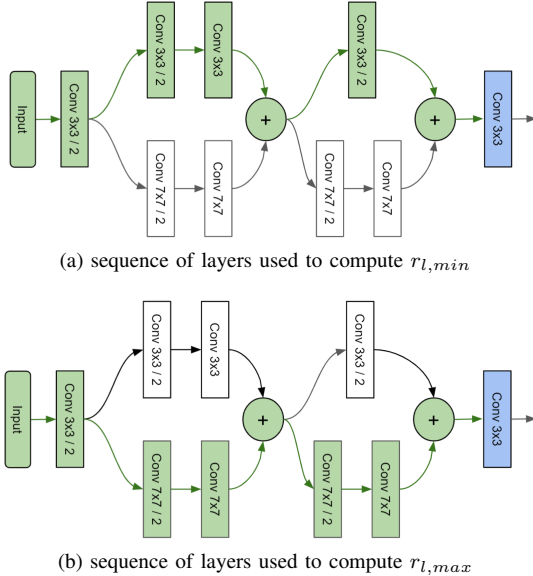 Input
Conv 3x3 / 2
Conv 3x3 / 2
Conv 3x3
Conv 7x7 / 2
Conv 7x7
+
Conv 3x3 / 2
Conv 7x7 / 2
Conv 7x7
+
Conv 3x3
(a) sequence of layers used to compute r_{l,min}
Input
Conv 3x3 / 2
Conv 3x3 / 2
Conv 3x3
Conv 7x7 / 2
Conv 7x7
+
Conv 3x3 / 2
Conv 7x7 / 2
Conv 7x7
+
Conv 3x3
(b) sequence of layers used to compute r_{l,max}